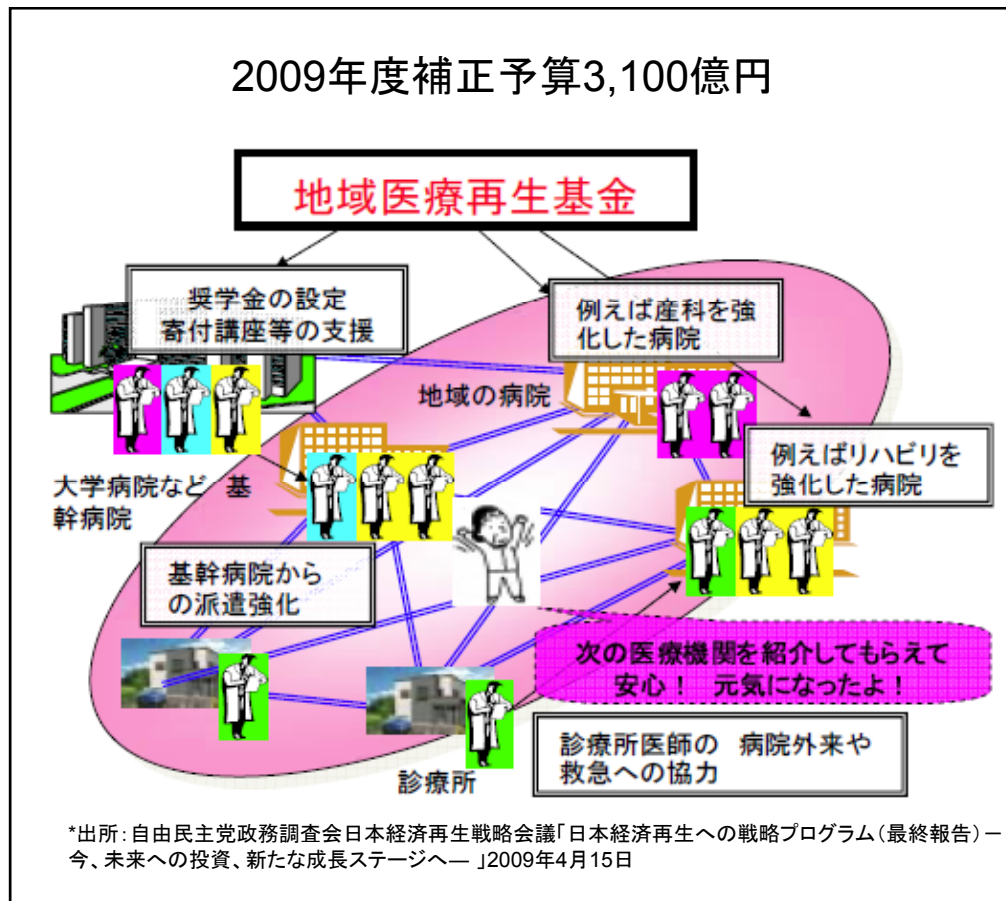 2009年度補正予算3,100億円
地域医療再生基金
奨学金の設定
寄付講座等の支援
例えば産科を強
化した病院
地域の病院
例えばリハビリを
強化した病院
大学病院など 基
幹病院
基幹病院から
の派遣強化
次の医療機関を紹介してもらえて
安心! 元気になったよ!
診療所医師の 病院外来や
救急への協力
診療所
*出所:自由民主党政務調査会日本経済再生戦略会議「日本経済再生への戦略プログラム(最終報告)―
今、未来への投資、新たな成長ステージへ― 」2009年4月15日